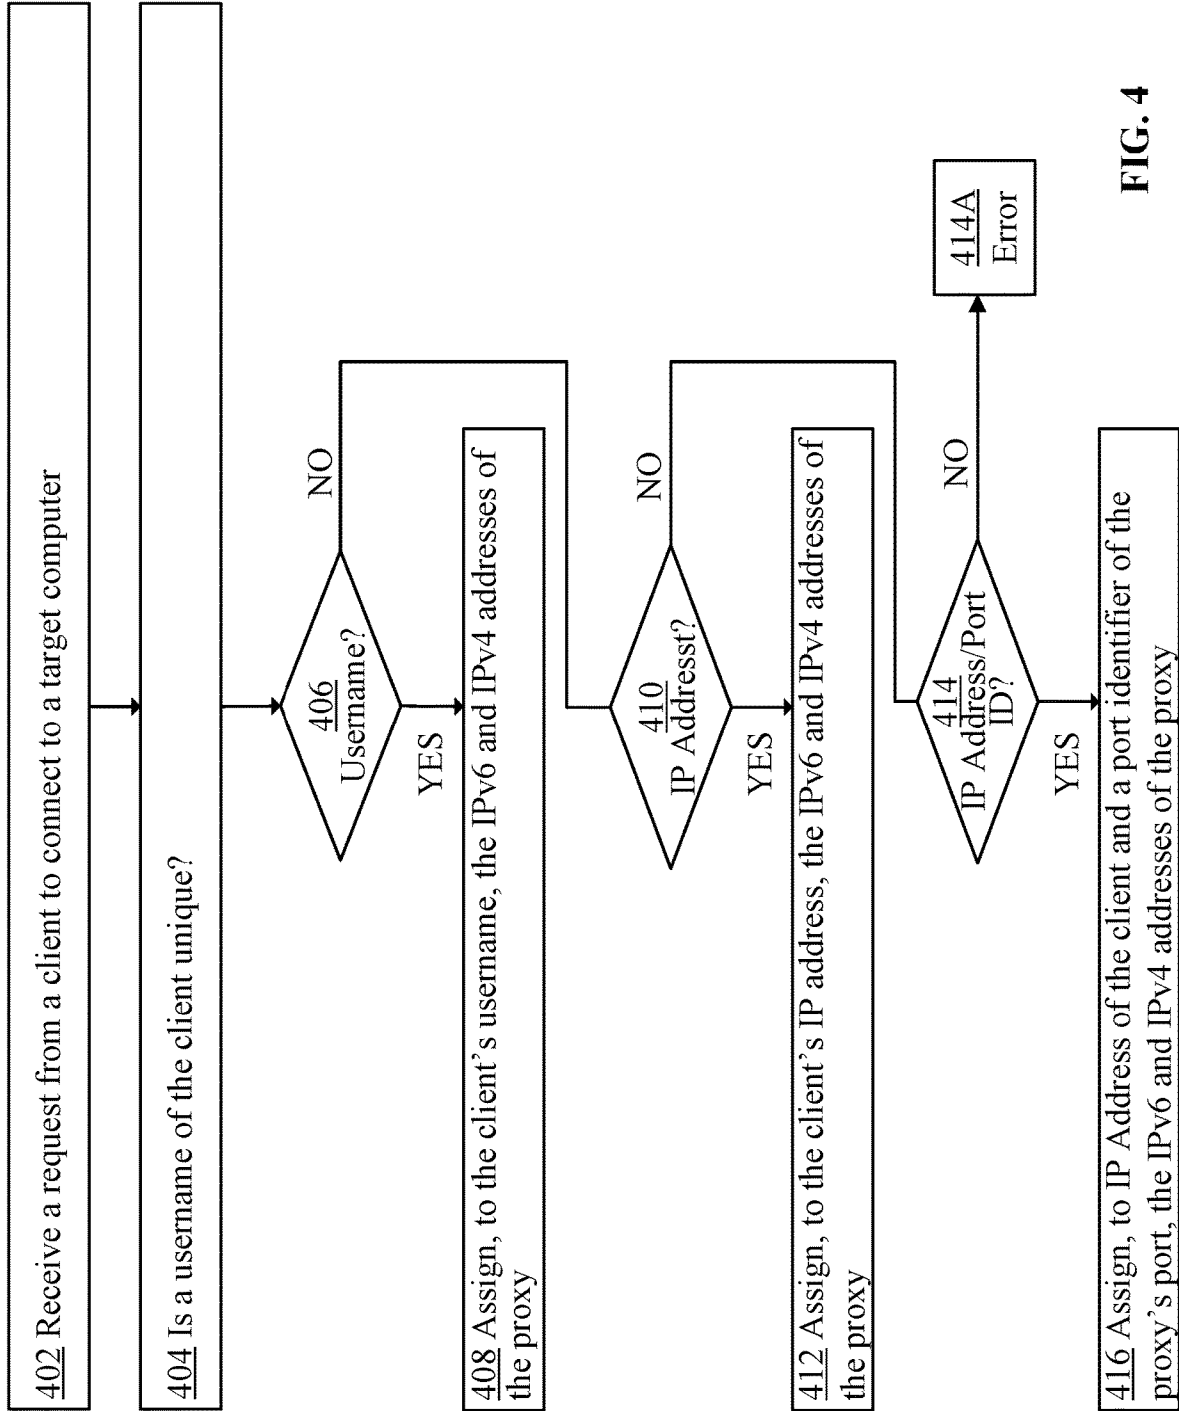 402 Receive a request from a client to connect to a target computer
404 Is a username of the client unique?
406
Username?
NO
YES
408 Assign, to the client’s username, the IPv6 and IPv4 addresses of
the proxy
410
IP Addresst?
NO
YES
412 Assign, to the client’s IP address, the IPv6 and IPv4 addresses of
the proxy
414
IP Address/Port
ID?
NO
414A
Error
YES
416 Assign, to IP Address of the client and a port identifier of the
proxy’s port, the IPv6 and IPv4 addresses of the proxy
FIG. 4